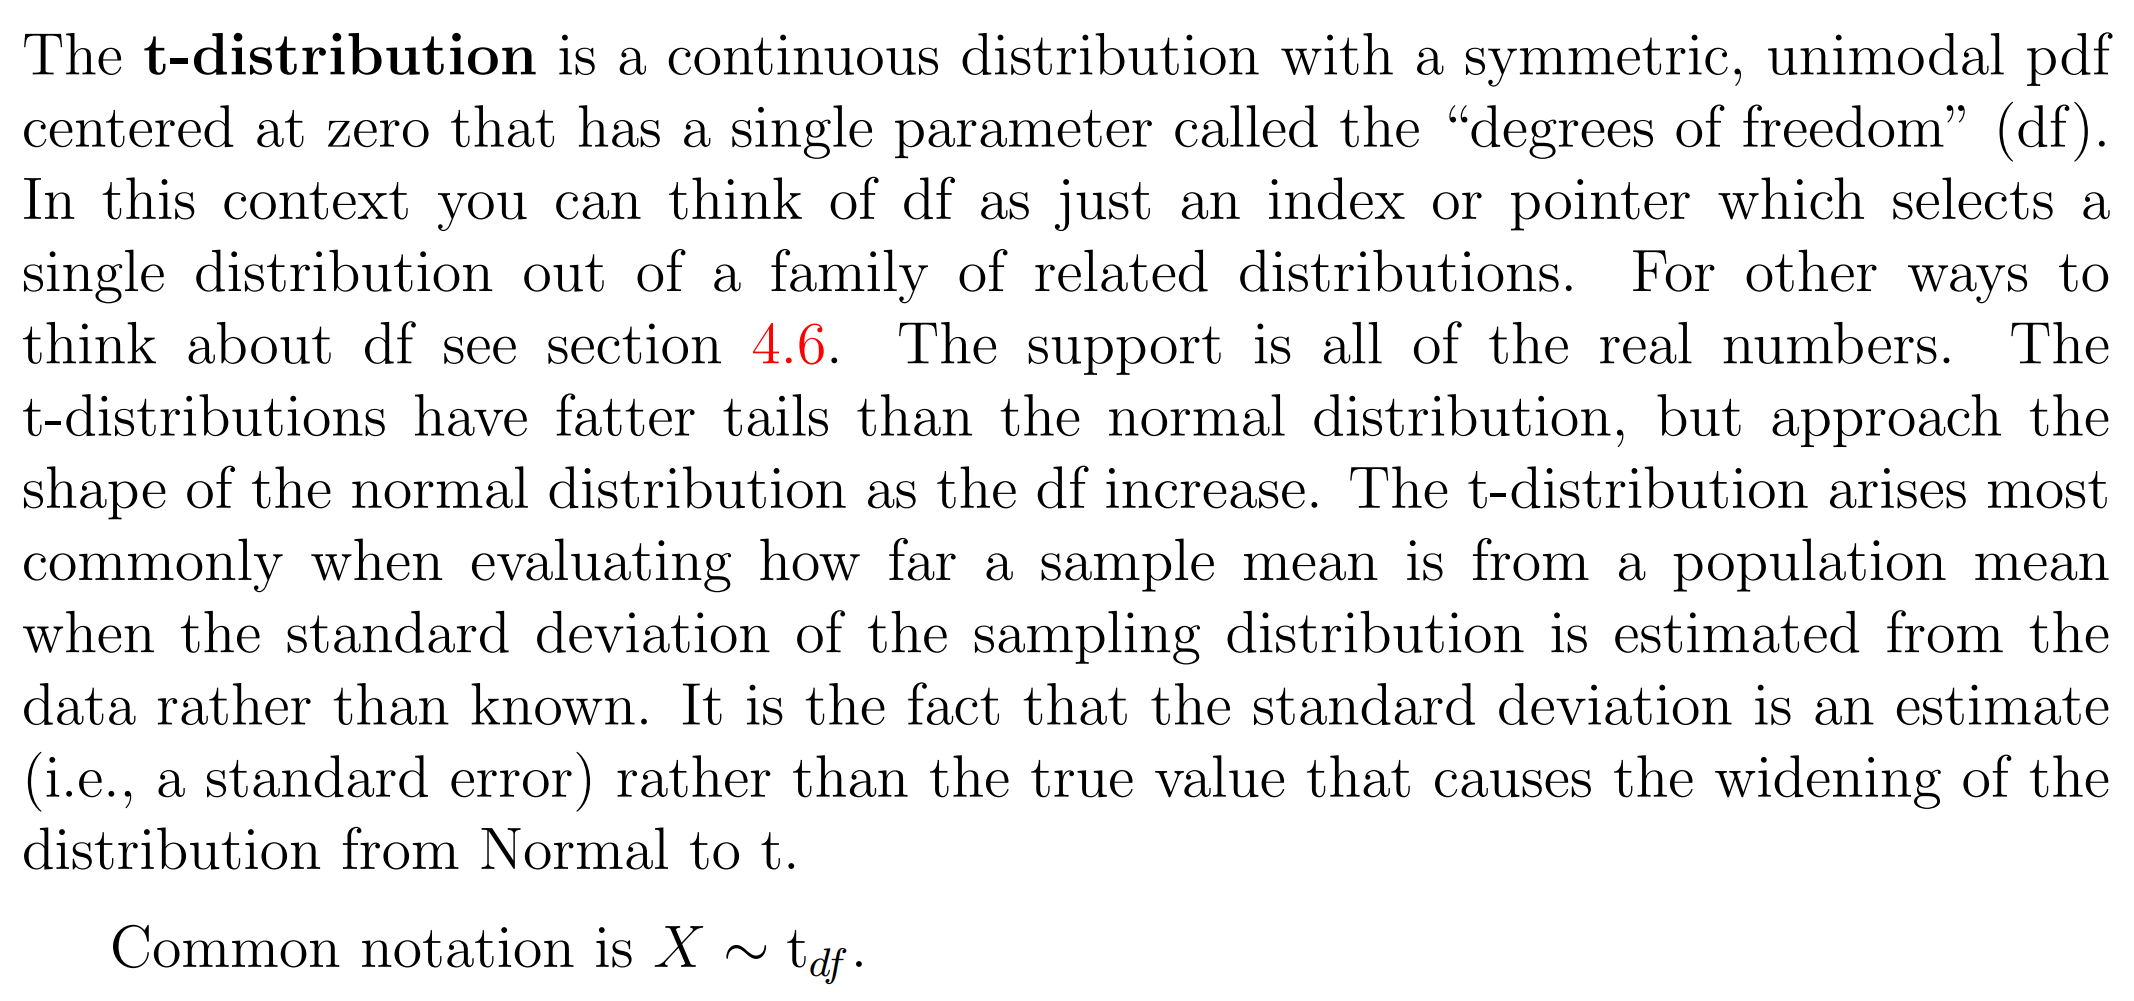 The t-distribution is a continuous distribution with a symmetric, unimodal pdf
centered at zero that has a single parameter called the “degrees of freedom” (df).
In this context you can think of df as just an index or pointer which selects a
single distribution out of a family of related distributions. For other ways to
think about df see section 4.6. The support is all of the real numbers. The
t-distributions have fatter tails than the normal distribution, but approach the
shape of the normal distribution as the df increase. The t-distribution arises most
commonly when evaluating how far a sample mean is from a population mean
when the standard deviation of the sampling distribution is estimated from the
data rather than known. It is the fact that the standard deviation is an estimate
(i.e., a standard error) rather than the true value that causes the widening of the
distribution from Normal to t.
Common notation is X ∼ t_df.